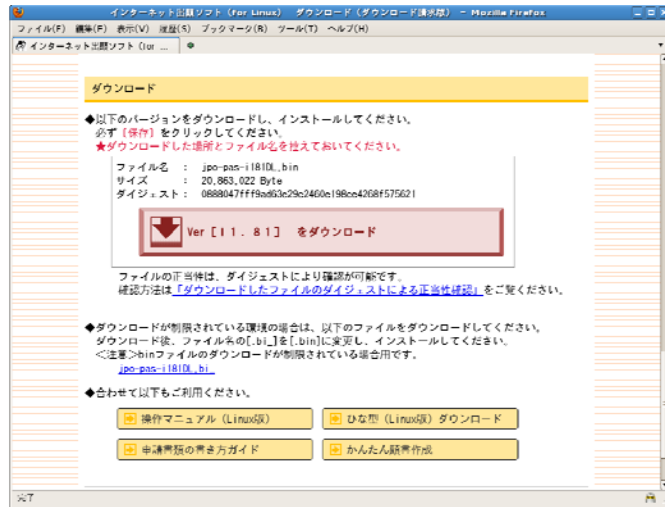 インターネット出願ソフト (for Linux) ダウンロード (ダウンロード請求版) - Mozilla Firefox
ファイル(F) 編集(E) 表示(V) 履歴(S) ブックマーク(B) ツール(T) ヘルプ(H)
インターネット出願ソフト (for ...
ダウンロード
◆以下のバージョンをダウンロードし、インストールしてください。
必ず [保存] をクリックしてください。
★ダウンロードした場所とファイル名を控えておいてください。
ファイル名 : jpo-pas-i181DL.bin
サイズ : 20,863,022 Byte
ダイジェスト : 0888047fff9ad63e29c2460e198ce4268f575621
Ver [I1.81] をダウンロード
ファイルの正当性は、ダイジェストにより確認が可能です。
確認方法は「ダウンロードしたファイルのダイジェストによる正当性確認」をご覧ください。
◆ダウンロードが制限されている環境の場合は、以下のファイルをダウンロードしてください。
ダウンロード後、ファイル名の[.bi_]を[.bin]に変更し、インストールしてください。
＜注意＞binファイルのダウンロードが制限されている場合用です。
jpo-pas-i181DL.bi_
◆合わせて以下もご利用ください。
操作マニュアル (Linux版)
ひな型 (Linux版) ダウンロード
申請書類の書き方ガイド
かんたん願書作成
完了